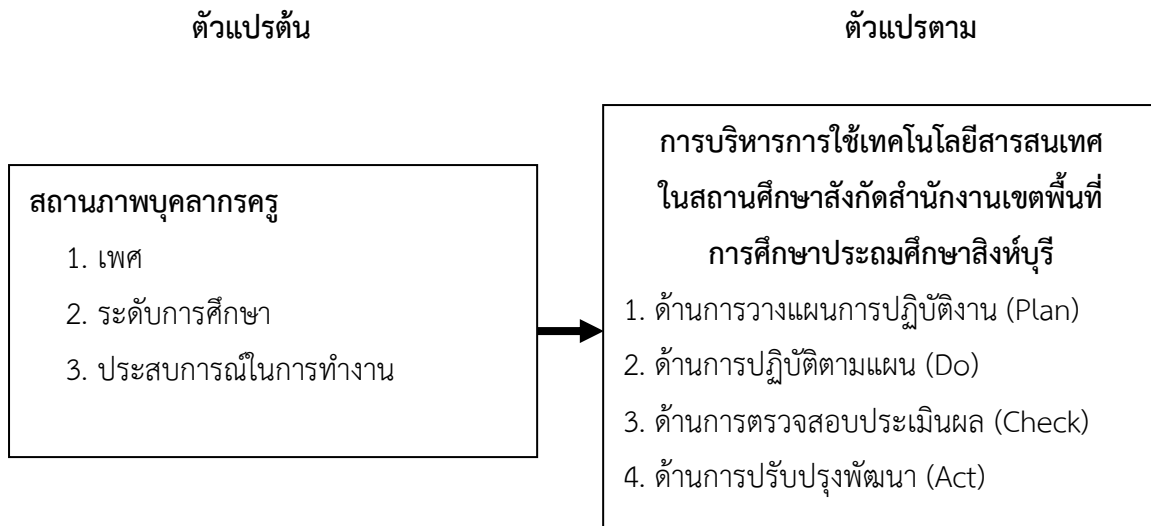 ตัวแปรต้น
ตัวแปรตาม
สถานภาพบุคลากรครู
1. เพศ
2. ระดับการศึกษา
3. ประสบการณ์ในการทำงาน
การบริหารการใช้เทคโนโลยีสารสนเทศ
ในสถานศึกษาสังกัดสำนักงานเขตพื้นที่
การศึกษาประถมศึกษาสิงห์บุรี
1. ด้านการวางแผนการปฏิบัติงาน (Plan)
2. ด้านการปฏิบัติตามแผน (Do)
3. ด้านการตรวจสอบประเมินผล (Check)
4. ด้านการปรับปรุงพัฒนา (Act)